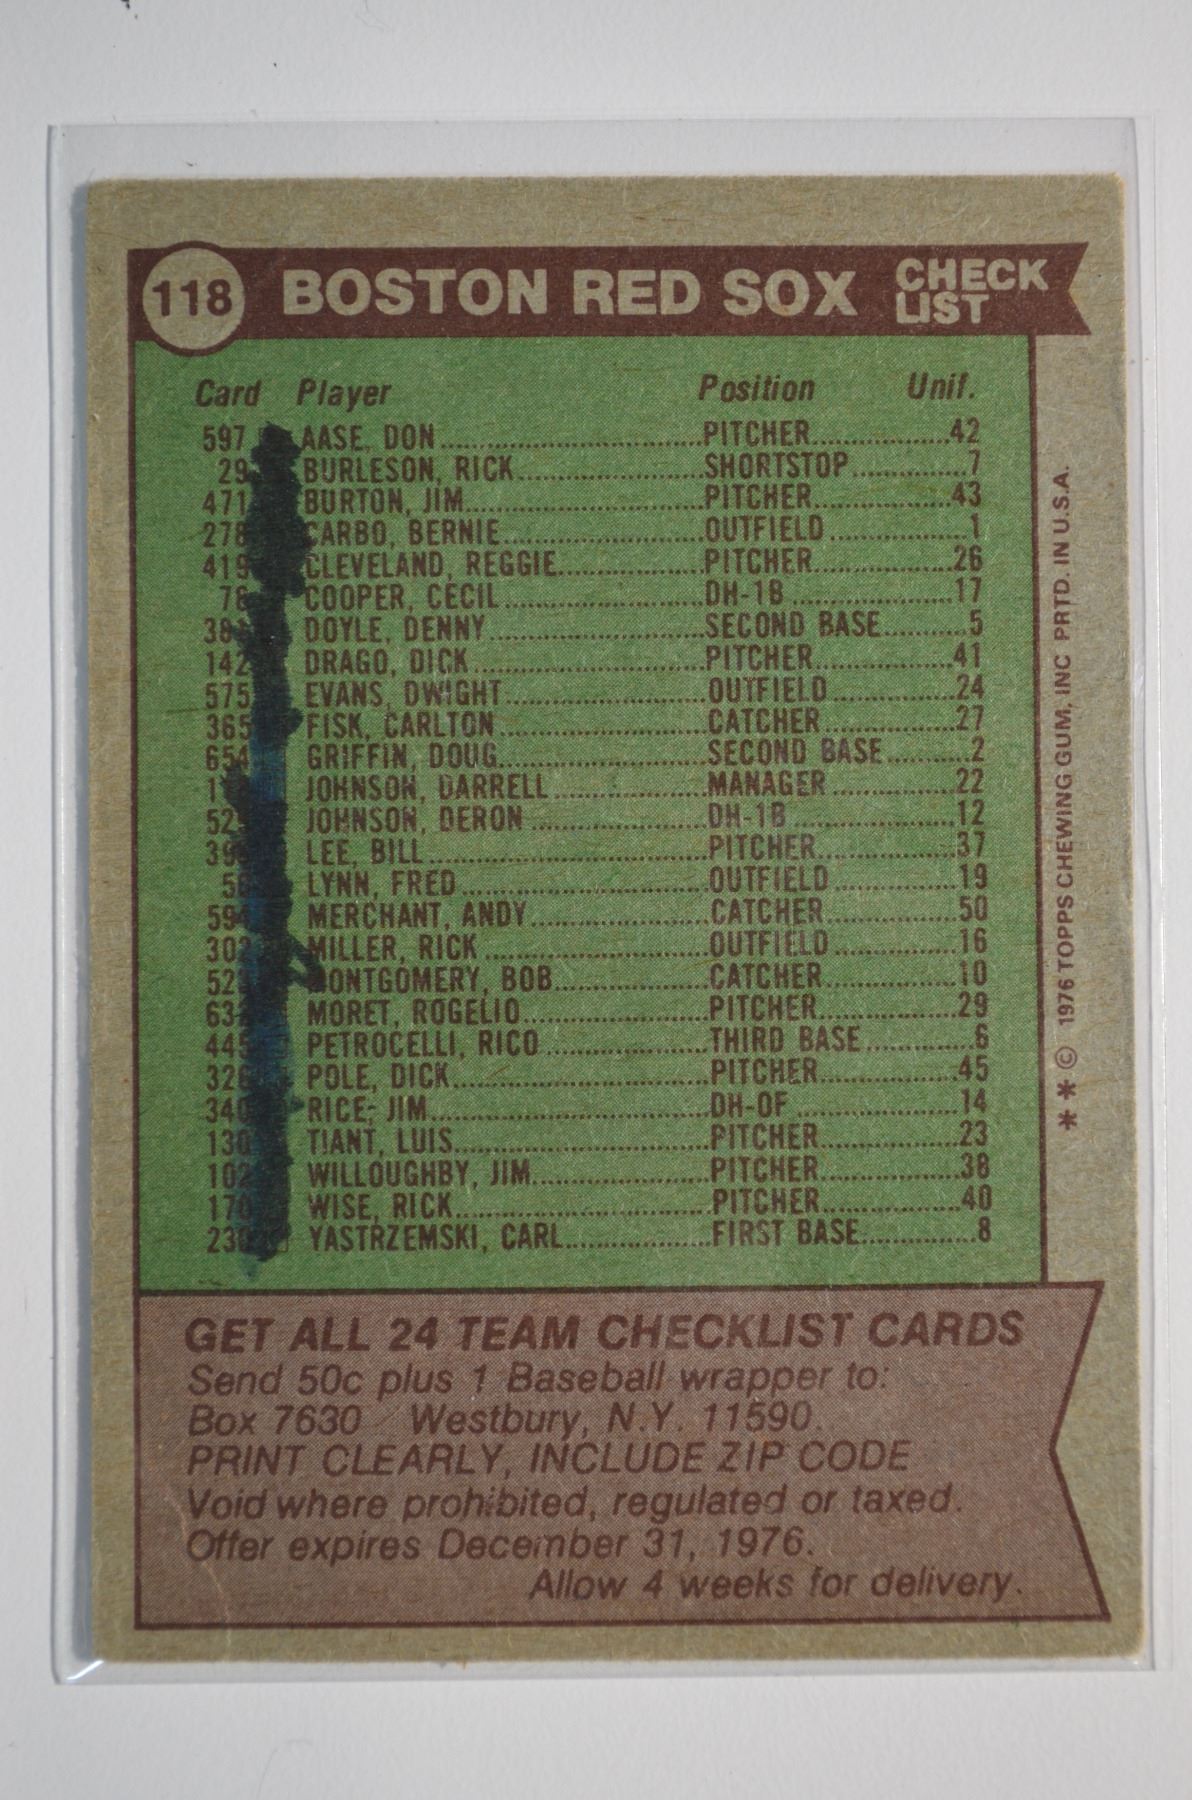 118 BOSTON RED SOX CHECK LIST
Card Player Position Unif.
597 AASE, DON PITCHER 42
29 BURLESON, RICK SHORTSTOP 7
471 BURTON, JIM PITCHER 43
278 CARBO, BERNIE OUTFIELD 1
419 CLEVELAND, REGGIE PITCHER 26
78 COOPER, CECIL DH-1B 17
381 DOYLE, DENNY SECOND BASE 5
142 DRAGO, DICK PITCHER 41
575 EVANS, DWIGHT OUTFIELD 24
365 FISK, CARLTON CATCHER 27
654 GRIFFIN, DOUG SECOND BASE 2
JOHNSON, DARRELL MANAGER 22
JOHNSON, DERON DH-1B 12
LEE, BILL PITCHER 37
LYNN, FRED OUTFIELD 19
594 MERCHANT, ANDY CATCHER 50
302 MILLER, RICK OUTFIELD 16
MONTGOMERY, BOB CATCHER 10
MORET, ROGELIO PITCHER 29
445 PETROCELLI, RICO THIRD BASE 6
326 POLE, DICK PITCHER 45
340 RICE, JIM DH-OF 14
130 TIANT, LUIS PITCHER 23
102 WILLOUGHBY, JIM PITCHER 38
170 WISE, RICK PITCHER 40
230 YASTRZEMSKI, CARL FIRST BASE 8
* * © 1976 TOPPS CHEWING GUM, INC PRTD. IN U.S.A.
GET ALL 24 TEAM CHECKLIST CARDS
Send 50c plus 1 Baseball wrapper to:
Box 7630 Westbury, N.Y. 11590.
PRINT CLEARLY, INCLUDE ZIP CODE
Void where prohibited, regulated or taxed.
Offer expires December 31, 1976.
Allow 4 weeks for delivery.